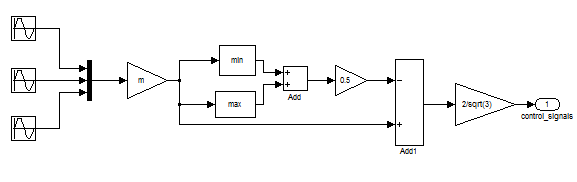 m
min
max
+
+
Add
0.5
−
+
Add1
2/sqrt(3)
1
control_signals